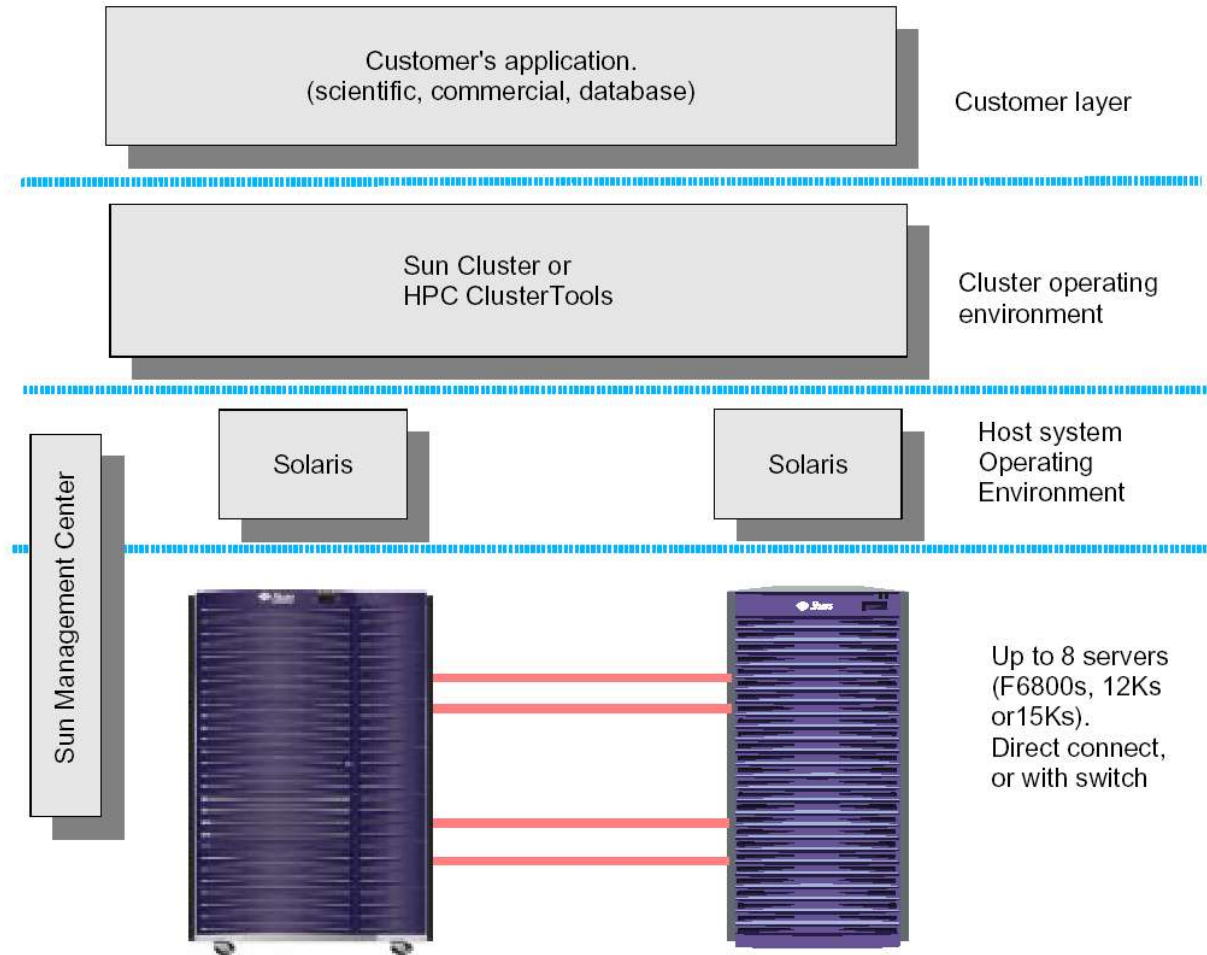 Customer's application.
(scientific, commercial, database)
Customer layer
Sun Cluster or
HPC ClusterTools
Cluster operating
environment
Solaris
Solaris
Host system
Operating
Environment
Sun Management Center
Sun
Up to 8 servers
(F6800s, 12Ks
or15Ks).
Direct connect,
or with switch